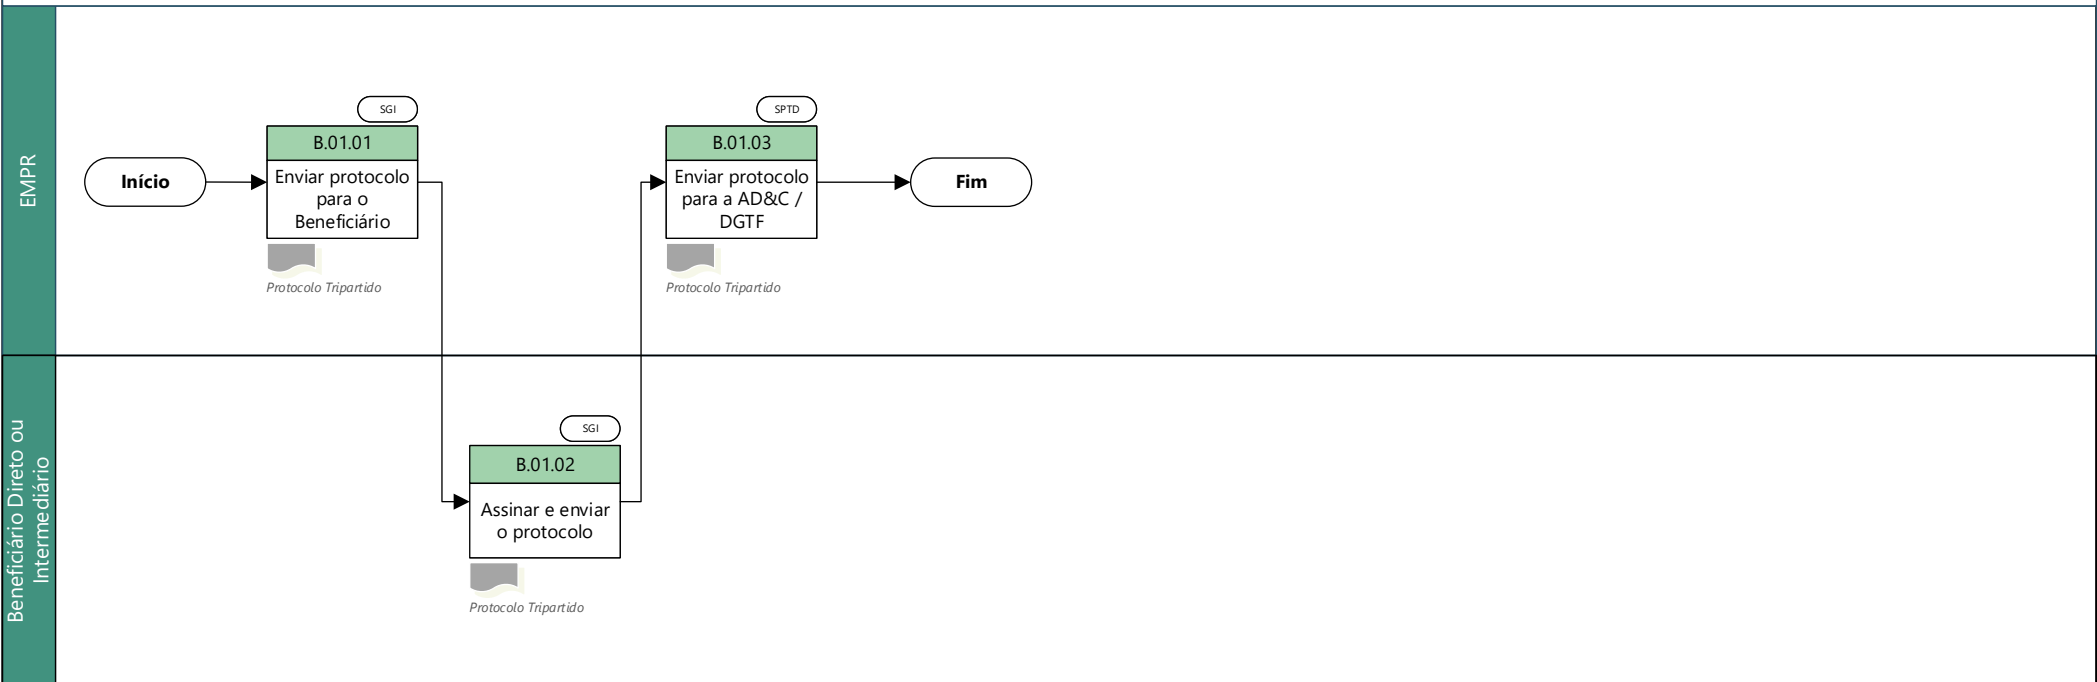 EMPR
Início
SGI
B.01.01
Enviar protocolo
para o
Beneficiário
Protocolo Tripartido
SPTD
B.01.03
Enviar protocolo
para a AD&C /
DGTF
Protocolo Tripartido
Fim
Beneficiário Direto ou
Intermediário
SGI
B.01.02
Assinar e enviar
o protocolo
Protocolo Tripartido